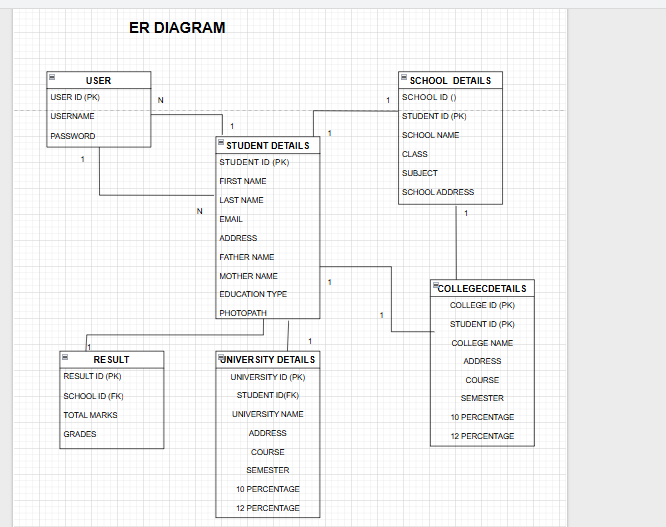 ER DIAGRAM
USER
USER ID (PK)
USERNAME
PASSWORD
N
1
1
N
STUDENT DETAILS
STUDENT ID (PK)
FIRST NAME
LAST NAME
EMAIL
ADDRESS
FATHER NAME
MOTHER NAME
EDUCATION TYPE
PHOTOPATH
1
1
SCHOOL DETAILS
SCHOOL ID ()
STUDENT ID (PK)
SCHOOL NAME
CLASS
SUBJECT
SCHOOL ADDRESS
1
1
1
COLLEGECDETAILS
COLLEGE ID (PK)
STUDENT ID (PK)
COLLEGE NAME
ADDRESS
COURSE
SEMESTER
10 PERCENTAGE
12 PERCENTAGE
1
RESULT
RESULT ID (PK)
SCHOOL ID (FK)
TOTAL MARKS
GRADES
1
UNIVERSITY DETAILS
UNIVERSITY ID (PK)
STUDENT ID(FK)
UNIVERSITY NAME
ADDRESS
COURSE
SEMESTER
10 PERCENTAGE
12 PERCENTAGE